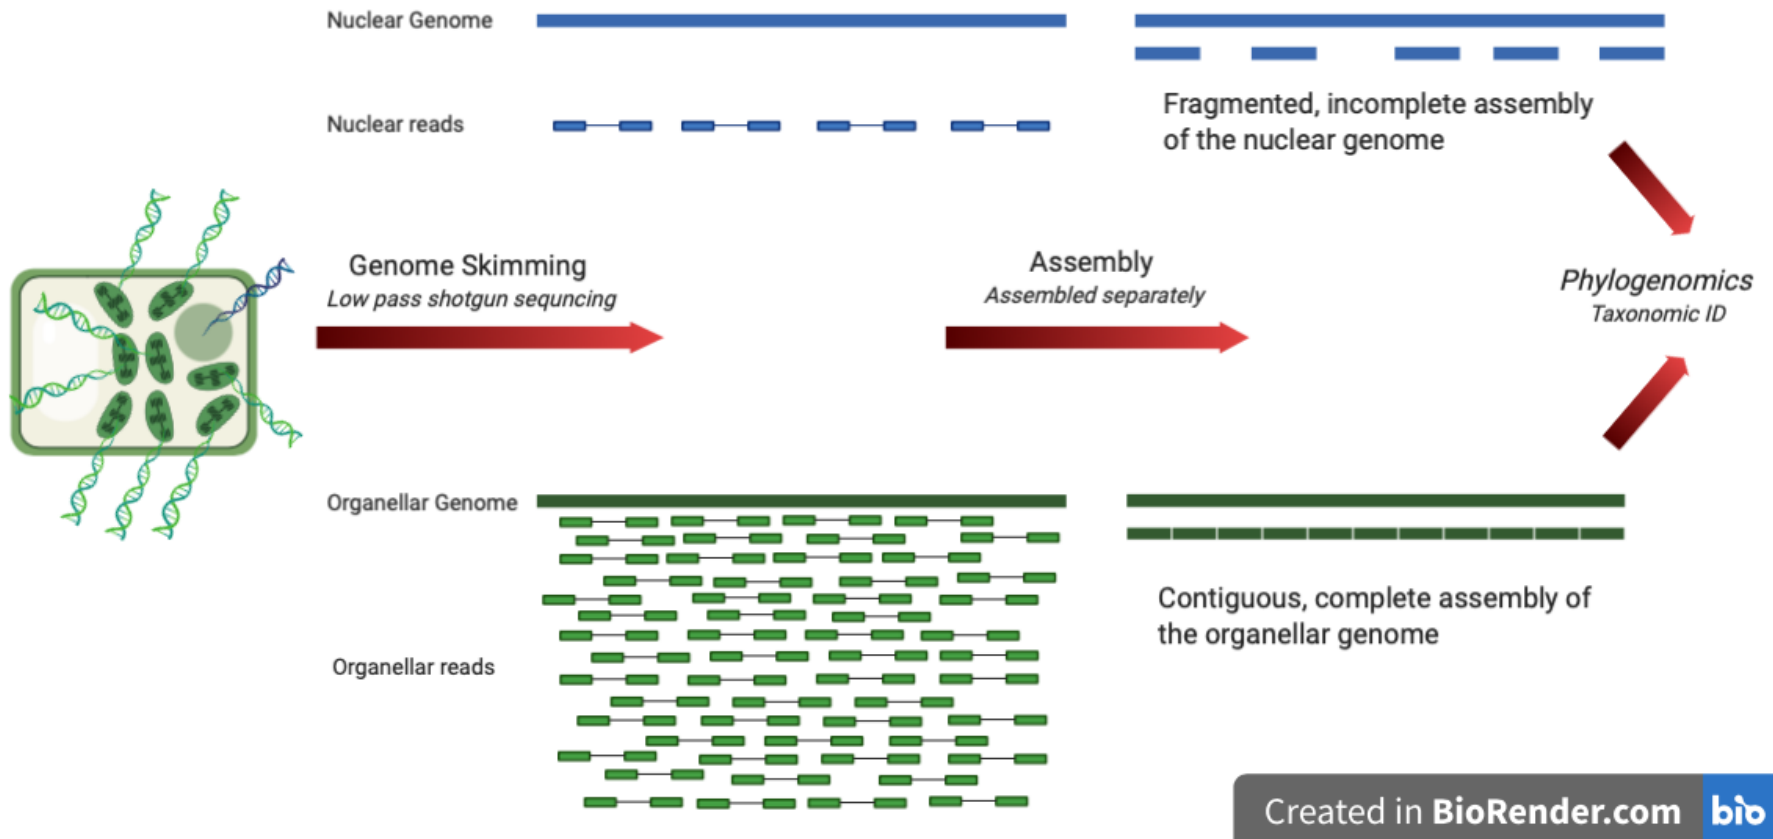 Nuclear Genome
Nuclear reads
Fragmented, incomplete assembly
of the nuclear genome
Genome Skimming
Low pass shotgun sequncing
Assembly
Assembled separately
Phylogenomics
Taxonomic ID
Organellar Genome
Organellar reads
Contiguous, complete assembly of
the organellar genome
Created in BioRender.com bio